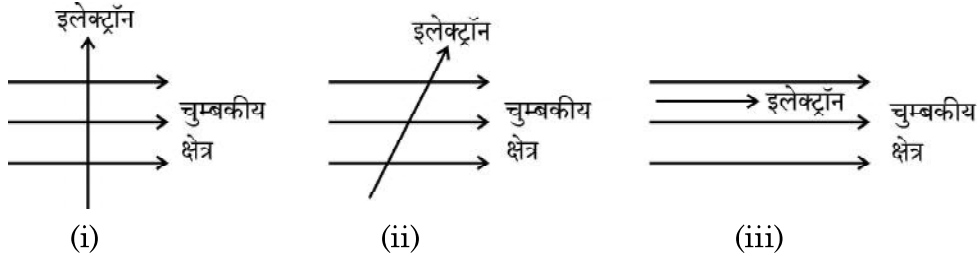 इलेक्ट्रॉन
चुम्बकीय
क्षेत्र
(i)
इलेक्ट्रॉन
चुम्बकीय
क्षेत्र
(ii)
इलेक्ट्रॉन
चुम्बकीय
क्षेत्र
(iii)